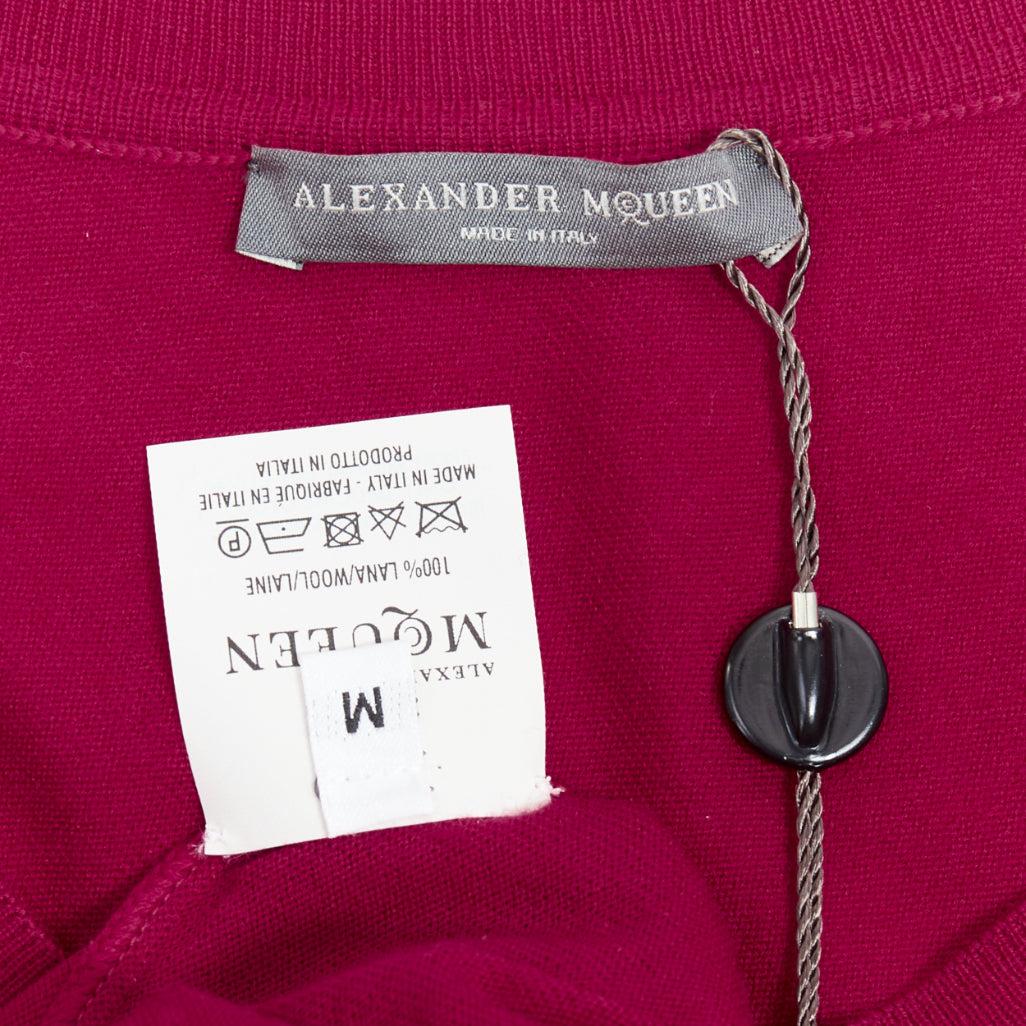 ALEXANDER MCQUEEN
MADE IN ITALY
M
MCQUEEN
100% LANA/WOOL/LAINE
P
MADE IN ITALY - FABRIQUÉ EN ITALIE
PRODOTTO IN ITALIA